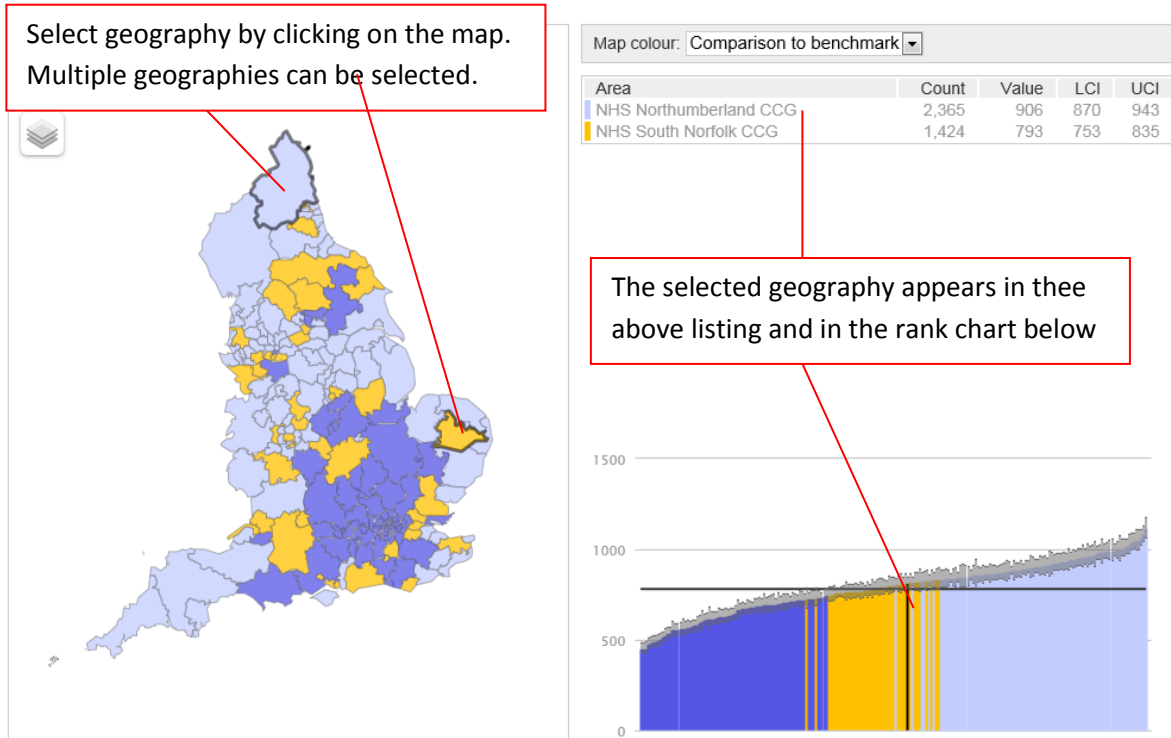 Select geography by clicking on the map.
Multiple geographies can be selected.
Map colour: Comparison to benchmark
Area Count Value LCI UCI
NHS Northumberland CCG 2,365 906 870 943
NHS South Norfolk CCG 1,424 793 753 835
The selected geography appears in thee
above listing and in the rank chart below
1500
1000
500
0